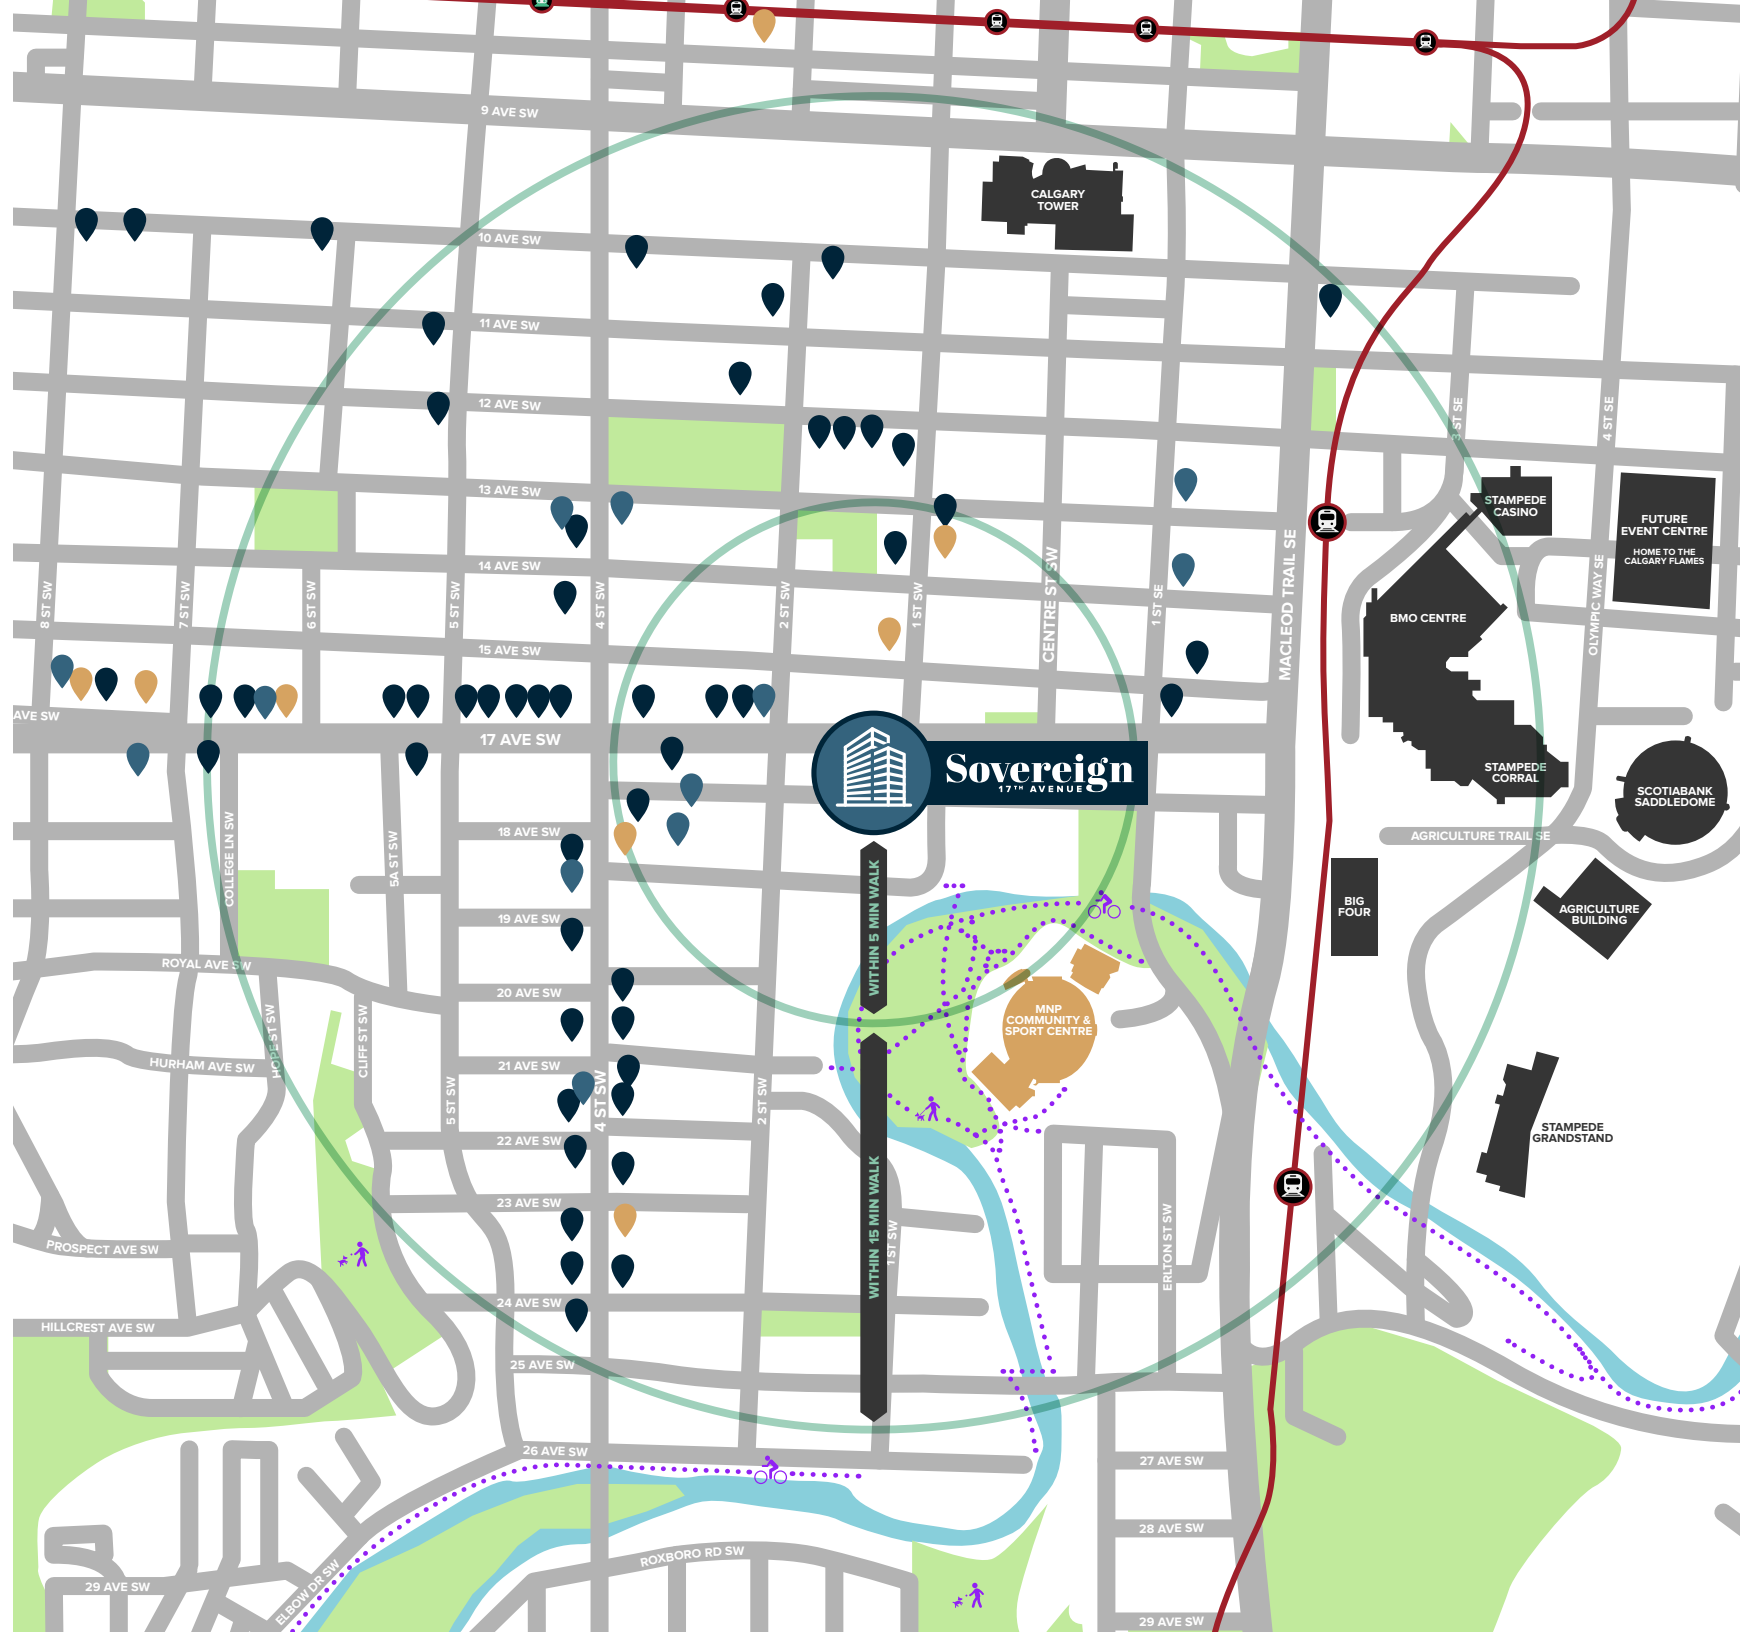 9 AVE SW
CALGARY
TOWER
10 AVE SW
11 AVE SW
12 AVE SW
3 ST SE
4 ST SE
13 AVE SW
STAMPEDE
CASINO
FUTURE
EVENT CENTRE
HOME TO THE
CALGARY FLAMES
14 AVE SW
8 ST SW
7 ST SW
6 ST SW
5 ST SW
4 ST SW
2 ST SW
1 ST SW
CENTRE ST SW
1 ST SE
MACLEOD TRAIL SE
OLYMPIC WAY SE
BMO CENTRE
15 AVE SW
AVE SW
17 AVE SW
Sovereign
17TH AVENUE
STAMPEDE
CORRAL
SCOTIABANK
SADDLEDOME
18 AVE SW
AGRICULTURE TRAIL SE
COLLEGE LN SW
5A ST SW
WITHIN 5 MIN WALK
BIG
FOUR
AGRICULTURE
BUILDING
19 AVE SW
ROYAL AVE SW
20 AVE SW
MNP
COMMUNITY &
SPORT CENTRE
HOPE ST SW
CLIFF ST SW
HURHAM AVE SW
21 AVE SW
5 ST SW
4 ST SW
2 ST SW
22 AVE SW
STAMPEDE
GRANDSTAND
WITHIN 15 MIN WALK
23 AVE SW
1 ST SW
ERLTON ST SW
PROSPECT AVE SW
24 AVE SW
HILLCREST AVE SW
25 AVE SW
26 AVE SW
27 AVE SW
28 AVE SW
ROXBORO RD SW
29 AVE SW
ELBOW DR SW
29 AVE SW